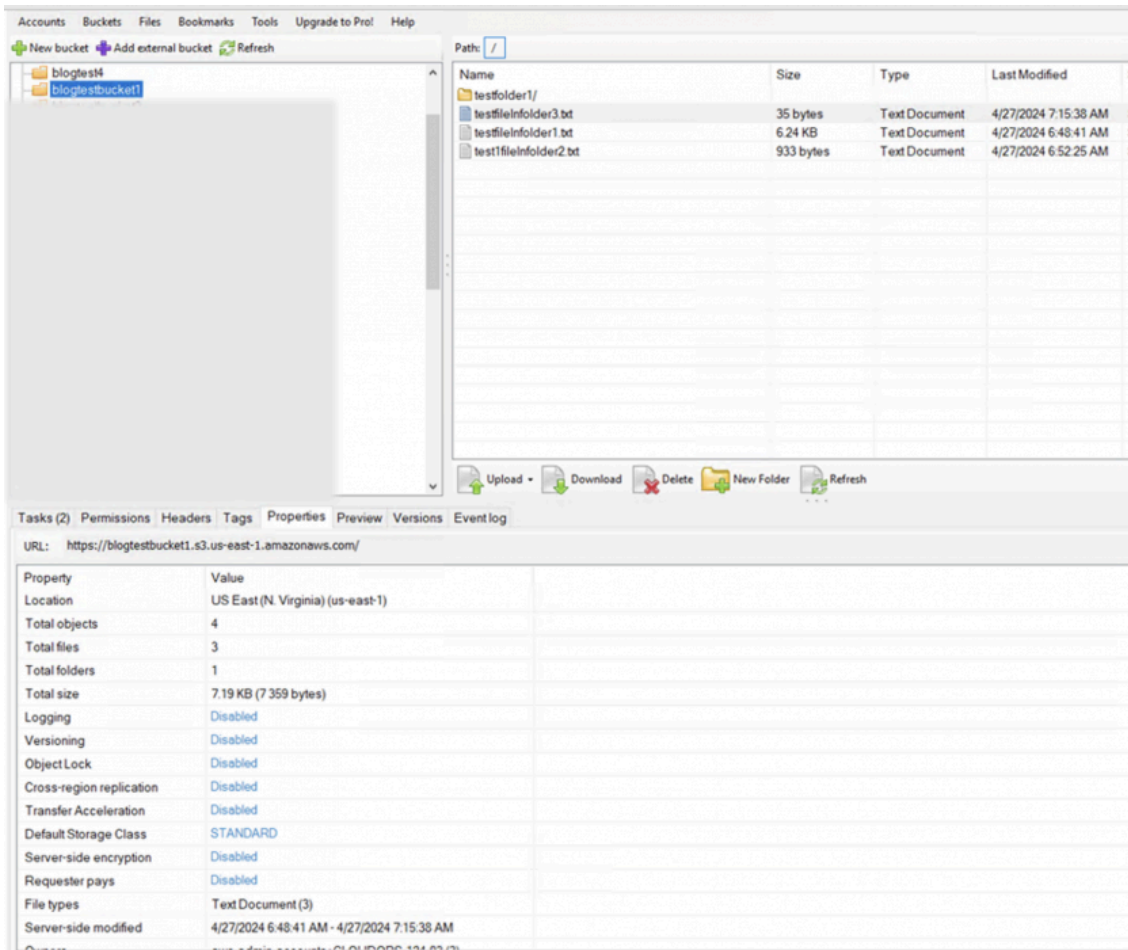 Accounts Buckets Files Bookmarks Tools Upgrade to Pro! Help
New bucket Add external bucket Refresh
blogtest4
blogtestbucket1
Path: /
Name Size Type Last Modified
testfolder1/
testfileInfolder3.txt 35 bytes Text Document 4/27/2024 7:15:38 AM
testfileInfolder1.txt 6.24 KB Text Document 4/27/2024 6:48:41 AM
test1fileInfolder2.txt 933 bytes Text Document 4/27/2024 6:52:25 AM
Upload Download Delete New Folder Refresh
Tasks (2) Permissions Headers Tags Properties Preview Versions Event log
URL: https://blogtestbucket1.s3.us-east-1.amazonaws.com/
Property Value
Location US East (N. Virginia) (us-east-1)
Total objects 4
Total files 3
Total folders 1
Total size 7.19 KB (7 359 bytes)
Logging Disabled
Versioning Disabled
Object Lock Disabled
Cross-region replication Disabled
Transfer Acceleration Disabled
Default Storage Class STANDARD
Server-side encryption Disabled
Requester pays Disabled
File types Text Document (3)
Server-side modified 4/27/2024 6:48:41 AM - 4/27/2024 7:15:38 AM